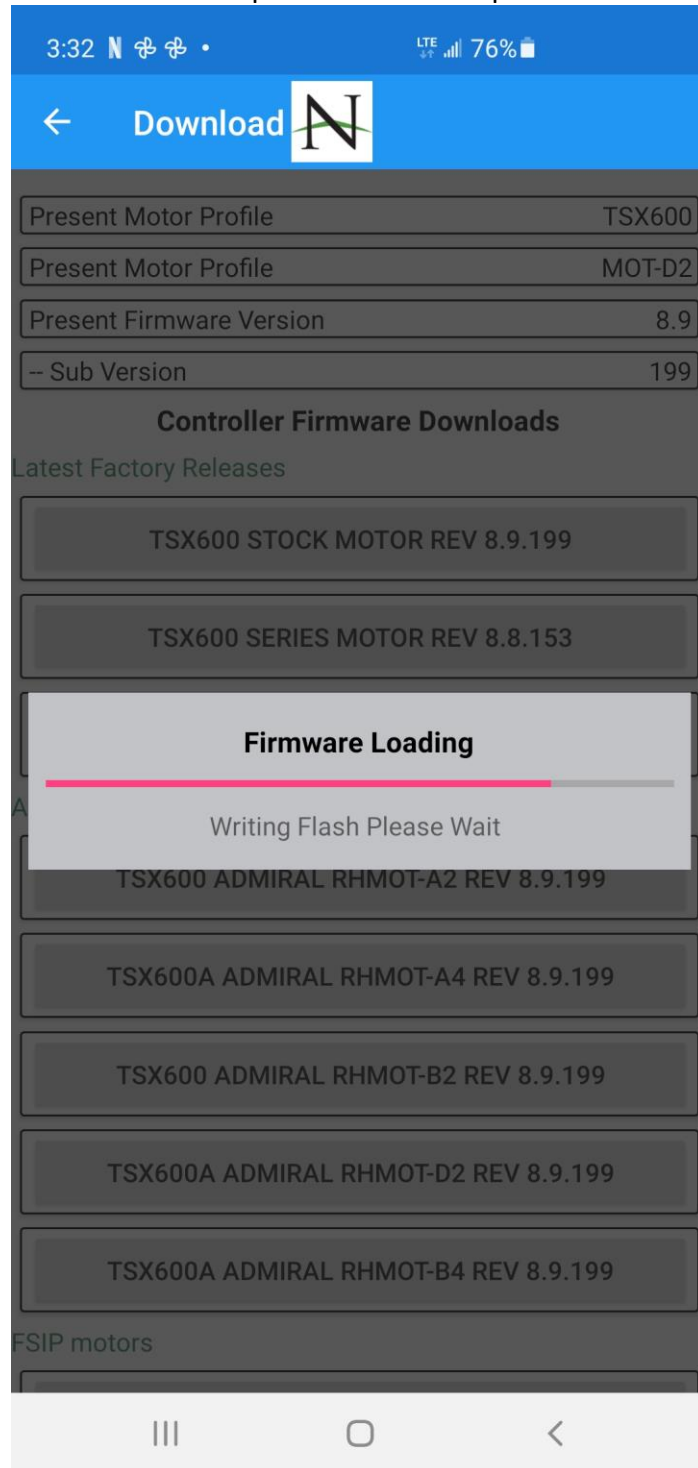 3:32 N LTE 76%
Download N
Present Motor Profile TSX600
Present Motor Profile MOT-D2
Present Firmware Version 8.9
-- Sub Version 199
Controller Firmware Downloads
Latest Factory Releases
TSX600 STOCK MOTOR REV 8.9.199
TSX600 SERIES MOTOR REV 8.8.153
Firmware Loading
A
Writing Flash Please Wait
TSX600 ADMIRAL RHMOT-A2 REV 8.9.199
TSX600A ADMIRAL RHMOT-A4 REV 8.9.199
TSX600 ADMIRAL RHMOT-B2 REV 8.9.199
TSX600A ADMIRAL RHMOT-D2 REV 8.9.199
TSX600A ADMIRAL RHMOT-B4 REV 8.9.199
FSIP motors